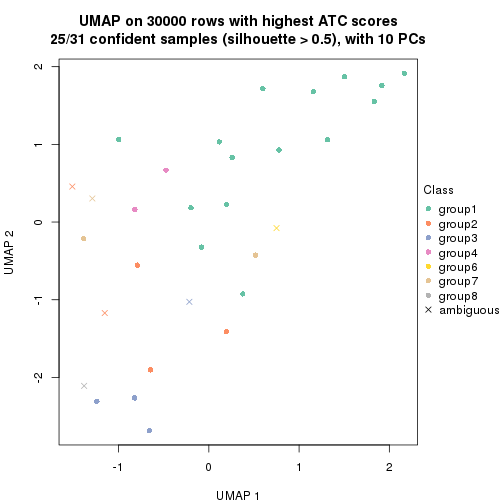 UMAP on 30000 rows with highest ATC scores
25/31 confident samples (silhouette > 0.5), with 10 PCs
2
1
0
-1
-2
UMAP 2
-1
0
1
2
UMAP 1
Class
group1
group2
group3
group4
group6
group7
group8
ambiguous